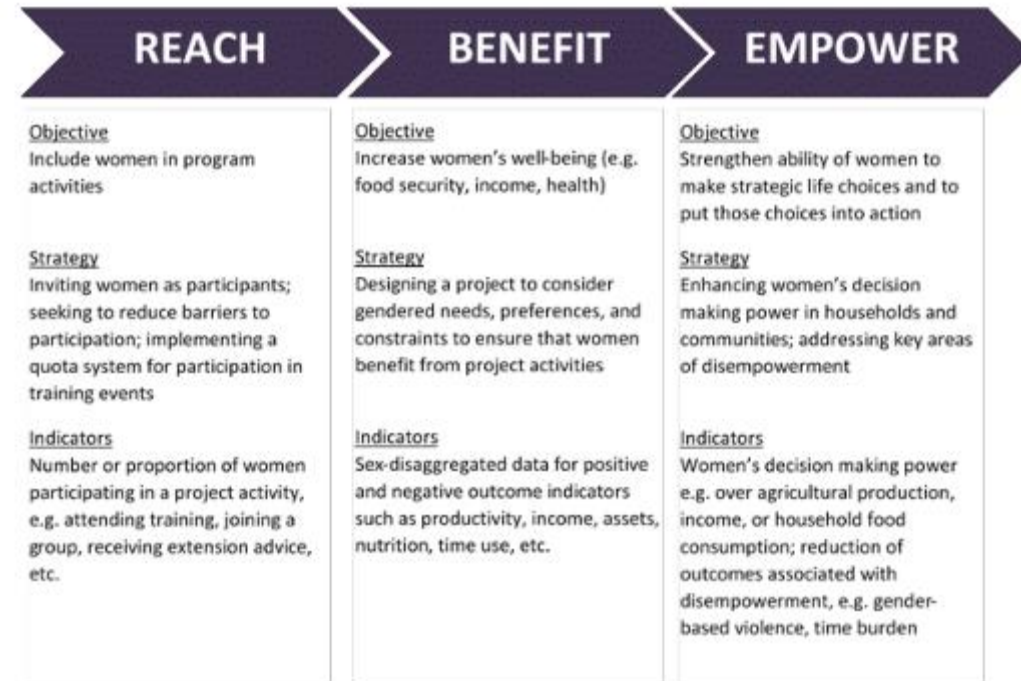 REACH
BENEFIT
EMPOWER
Objective
Include women in program
activities
Strategy
Inviting women as participants;
seeking to reduce barriers to
participation; implementing a
quota system for participation in
training events
Indicators
Number or proportion of women
participating in a project activity,
e.g. attending training, joining a
group, receiving extension advice,
etc.
Objective
Increase women's well-being (e.g.
food security, income, health)
Strategy
Designing a project to consider
gendered needs, preferences, and
constraints to ensure that women
benefit from project activities
Indicators
Sex-disaggregated data for positive
and negative outcome indicators
such as productivity, income, assets,
nutrition, time use, etc.
Objective
Strengthen ability of women to
make strategic life choices and to
put those choices into action
Strategy
Enhancing women's decision
making power in households and
communities; addressing key areas
of disempowerment
Indicators
Women's decision making power
e.g. over agricultural production,
income, or household food
consumption; reduction of
outcomes associated with
disempowerment, e.g. gender-
based violence, time burden